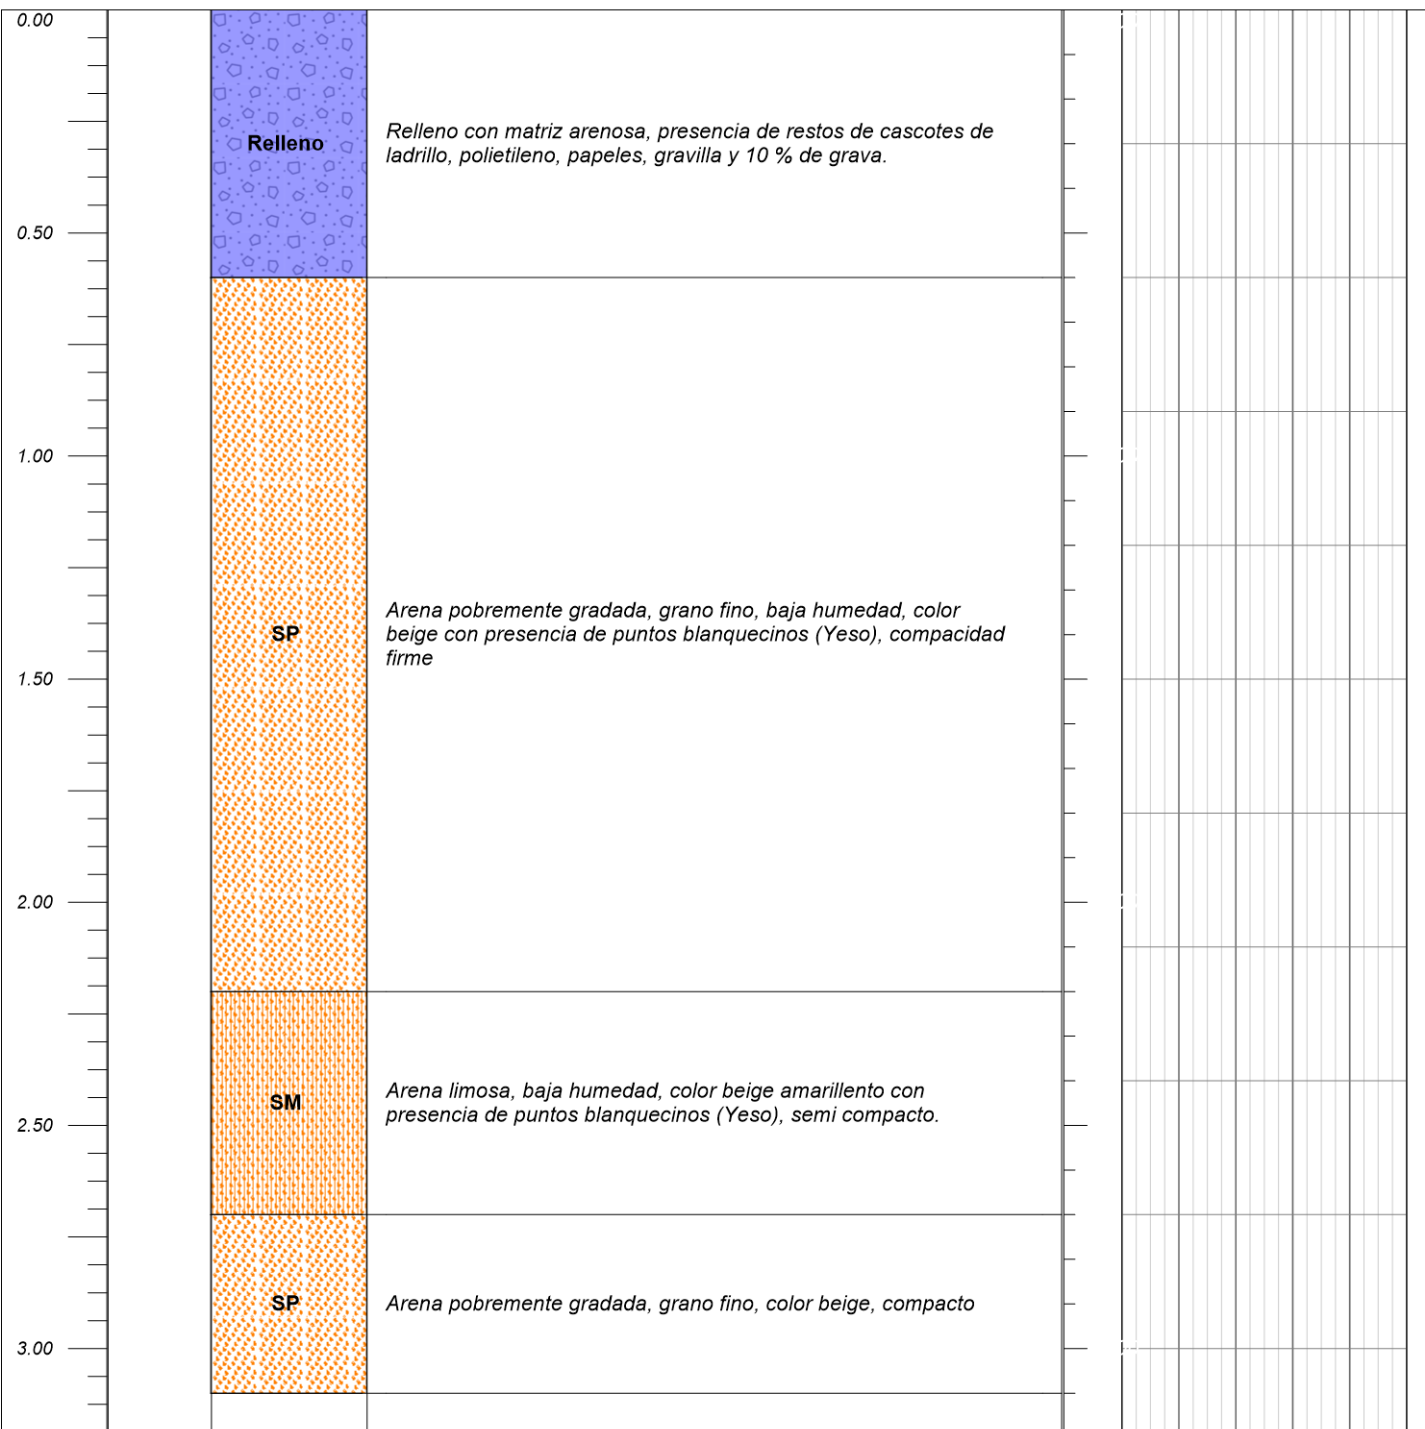 0.00
Relleno
Relleno con matriz arenosa, presencia de restos de cascotes de
ladrillo, polietileno, papeles, gravilla y 10 % de grava.
0.50
1.00
SP
Arena pobremente gradada, grano fino, baja humedad, color
beige con presencia de puntos blanquecinos (Yeso), compacidad
firme
1.50
2.00
SM
Arena limosa, baja humedad, color beige amarillento con
presencia de puntos blanquecinos (Yeso), semi compacto.
2.50
SP
Arena pobremente gradada, grano fino, color beige, compacto
3.00